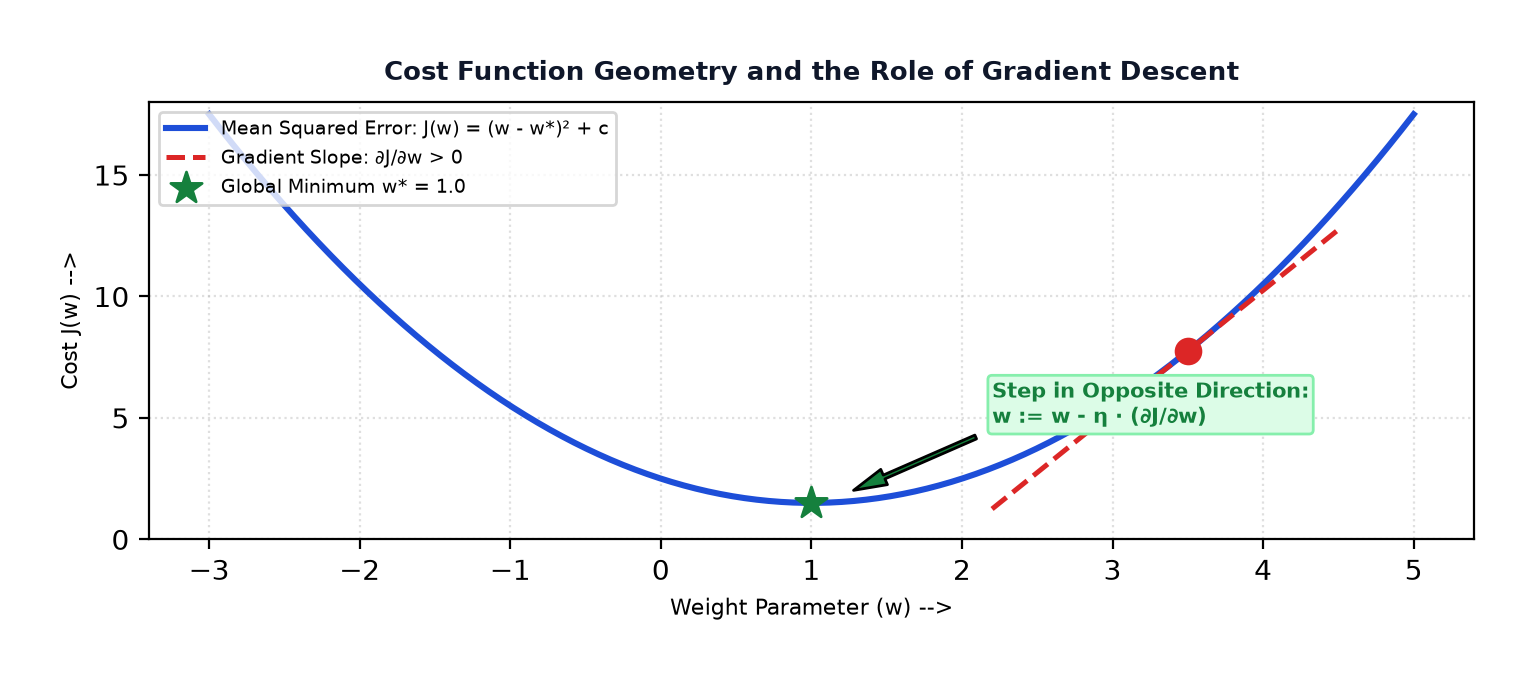 Cost Function Geometry and the Role of Gradient Descent
Mean Squared Error: J(w) = (w - w*)² + c
Gradient Slope: ∂J/∂w > 0
Global Minimum w* = 1.0
15
10
5
0
Cost J(w) -->
Step in Opposite Direction:
w := w - η · (∂J/∂w)
−3 −2 −1 0 1 2 3 4 5
Weight Parameter (w) -->